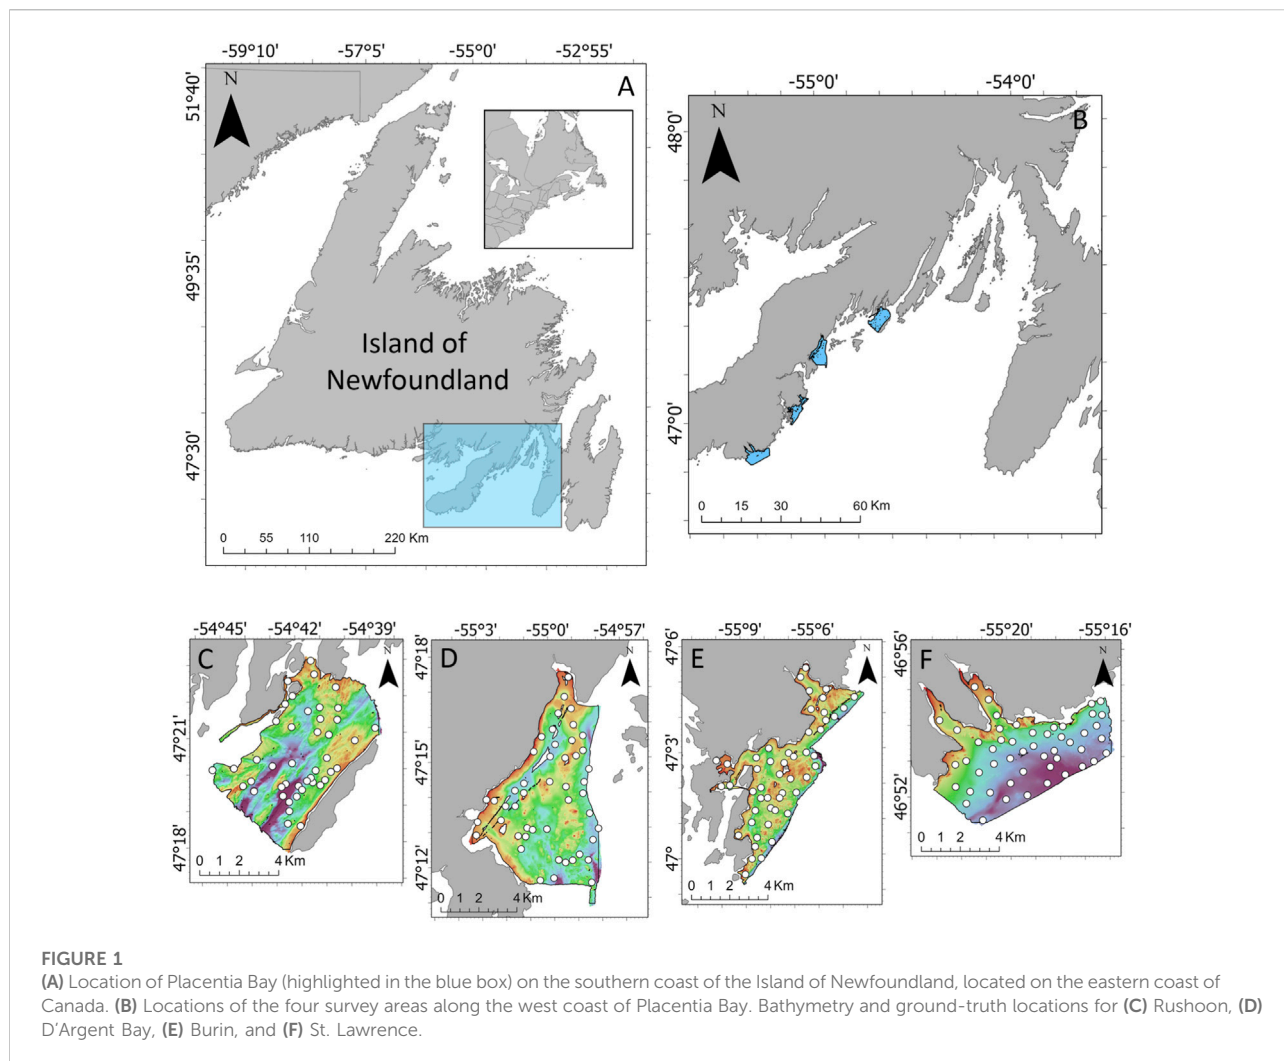 -59°10' -57°5' -55°0' -52°55'
51°40'
49°35'
47°30'
N
A
Island of
Newfoundland
0 55 110 220 Km
-55°0' -54°0'
48°0'
47°0'
N
B
0 15 30 60 Km
-54°45' -54°42' -54°39'
47°21'
47°18'
C
N
0 1 2 4 Km
-55°3' -55°0' -54°57'
47°18'
47°15'
47°12'
D
N
0 1 2 4 Km
-55°9' -55°6'
47°6'
47°3'
47°
E
N
0 1 2 4 Km
-55°20' -55°16'
46°56'
46°52'
F
N
0 1 2 4 Km
FIGURE 1
(A) Location of Placentia Bay (highlighted in the blue box) on the southern coast of the Island of Newfoundland, located on the eastern coast of
Canada. (B) Locations of the four survey areas along the west coast of Placentia Bay. Bathymetry and ground-truth locations for (C) Rushoon, (D)
D'Argent Bay, (E) Burin, and (F) St. Lawrence.